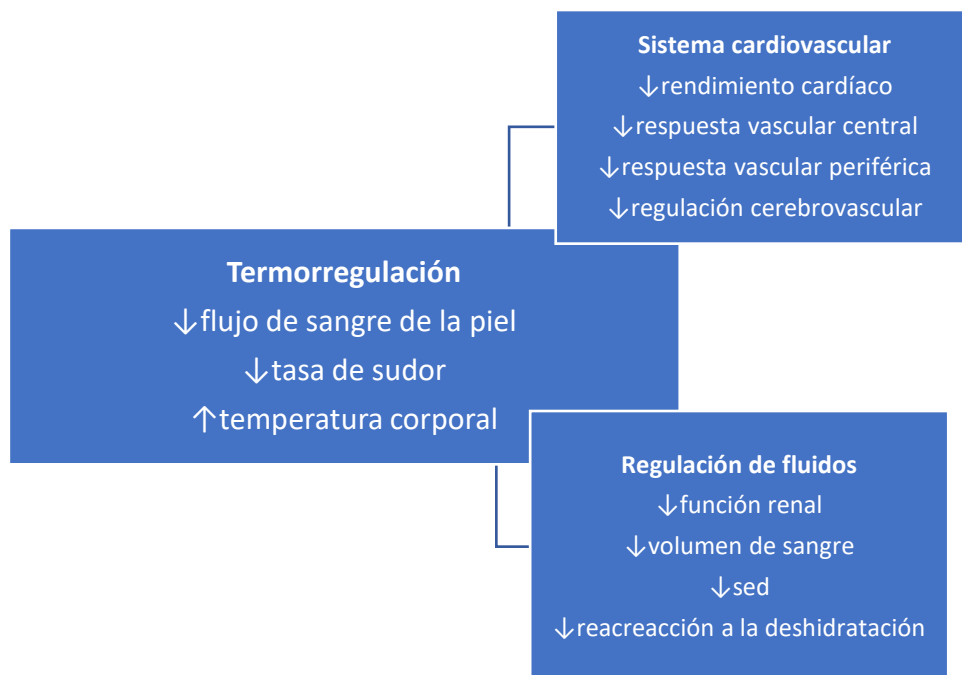 Sistema cardiovascular
↓rendimiento cardíaco
↓respuesta vascular central
↓respuesta vascular periférica
↓regulación cerebrovascular
Termorregulación
↓flujo de sangre de la piel
↓tasa de sudor
↑temperatura corporal
Regulación de fluidos
↓función renal
↓volumen de sangre
↓sed
↓reacreacción a la deshidratación